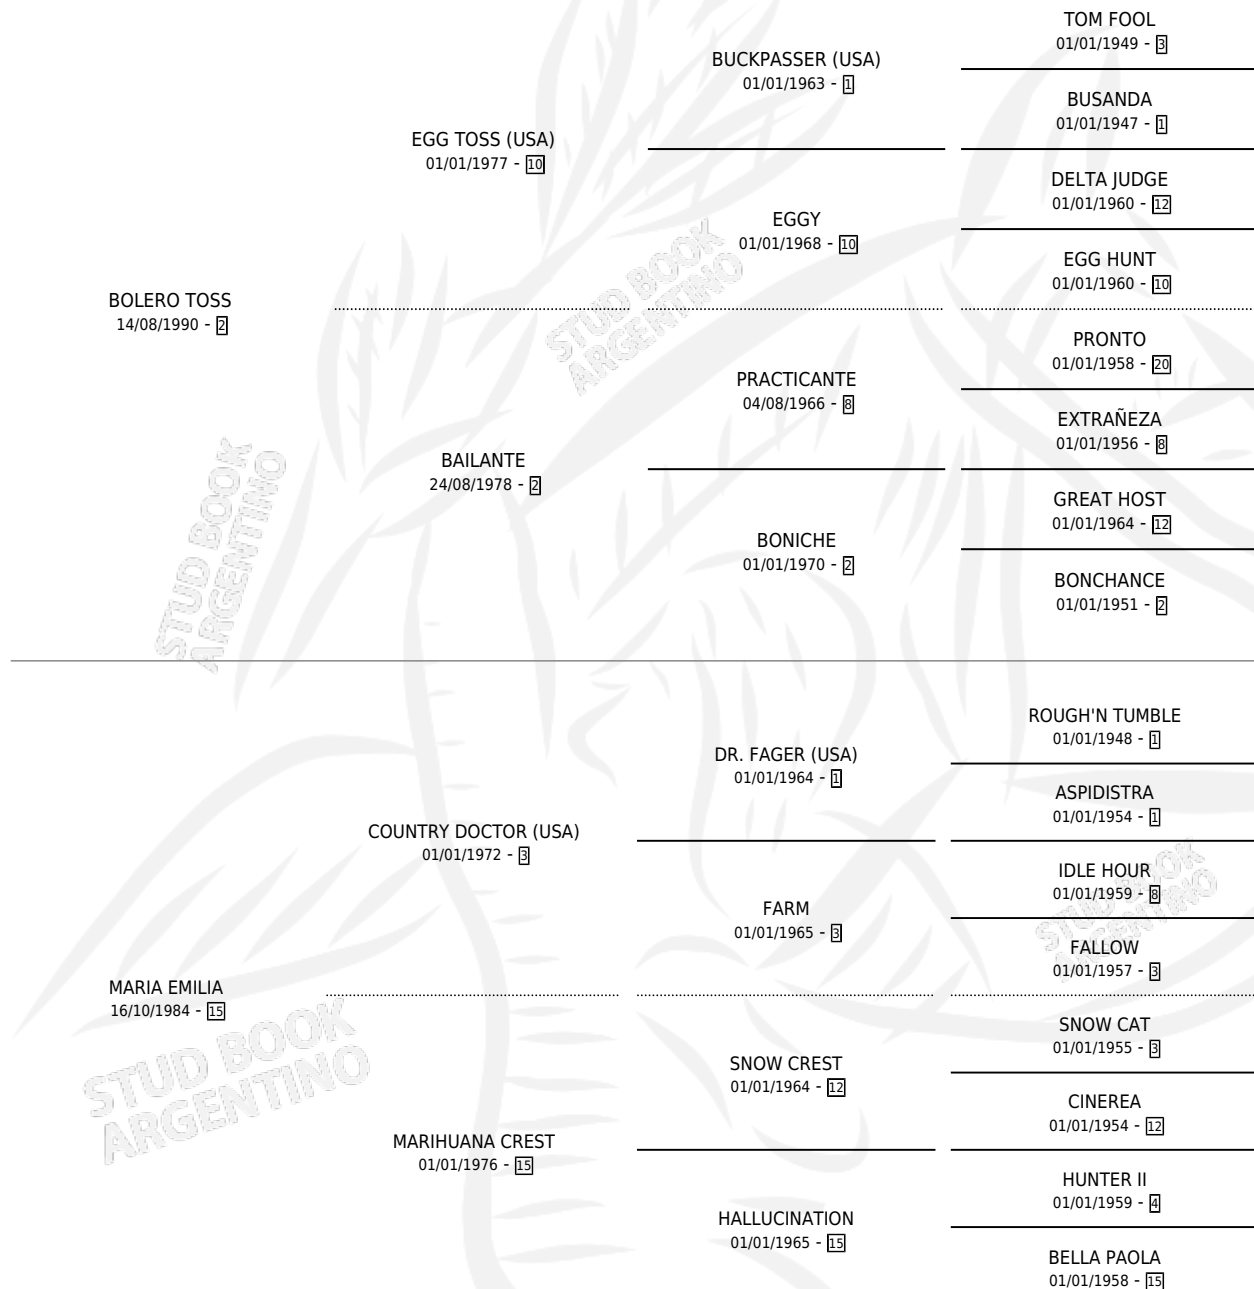 TOM FOOL
01/01/1949 - 3
BUCKPASSER (USA)
01/01/1963 - 1
BUSANDA
01/01/1947 - 1
EGG TOSS (USA)
01/01/1977 - 10
DELTA JUDGE
01/01/1960 - 12
EGGY
01/01/1968 - 10
EGG HUNT
01/01/1960 - 10
BOLERO TOSS
14/08/1990 - 2
STUD BOOK
ARGENTINO
PRONTO
01/01/1958 - 20
PRACTICANTE
04/08/1966 - 8
EXTRAÑEZA
01/01/1956 - 8
BAILANTE
24/08/1978 - 2
GREAT HOST
01/01/1964 - 12
BONICHE
01/01/1970 - 2
BONCHANCE
01/01/1951 - 2
STUD BOOK
ARGENTINO
ROUGH'N TUMBLE
01/01/1948 - 1
DR. FAGER (USA)
01/01/1964 - 1
ASPIDISTRA
01/01/1954 - 1
COUNTRY DOCTOR (USA)
01/01/1972 - 3
IDLE HOUR
01/01/1959 - 8
FARM
01/01/1965 - 3
FALLOW
01/01/1957 - 3
STUD BOOK
ARGENTINO
MARIA EMILIA
16/10/1984 - 15
SNOW CAT
01/01/1955 - 3
SNOW CREST
01/01/1964 - 12
CINEREA
01/01/1954 - 12
MARIHUANA CREST
01/01/1976 - 15
HUNTER II
01/01/1959 - 4
HALLUCINATION
01/01/1965 - 15
BELLA PAOLA
01/01/1958 - 15
STUD BOOK
ARGENTINO